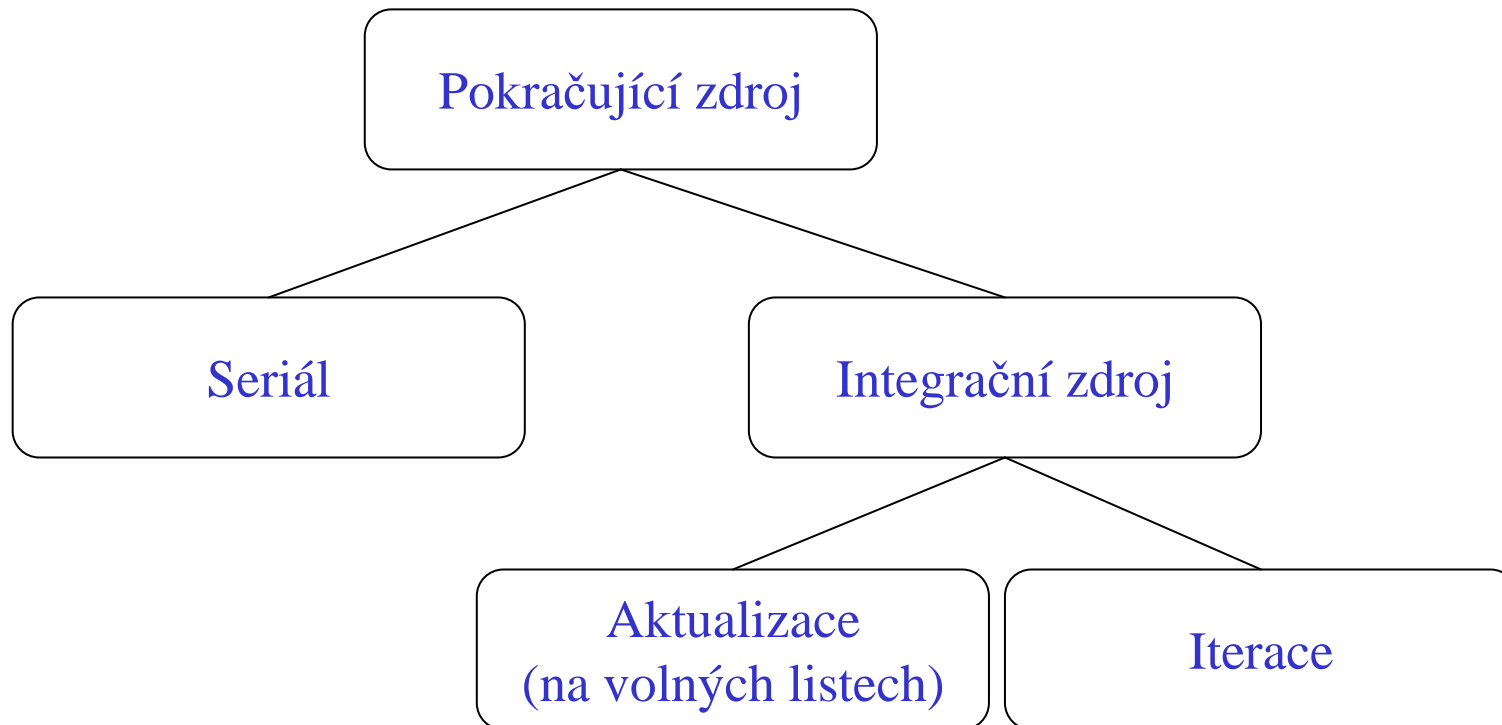 Pokračující zdroj
Seriál
Integrační zdroj
Aktualizace
(na volných listech)
Iterace